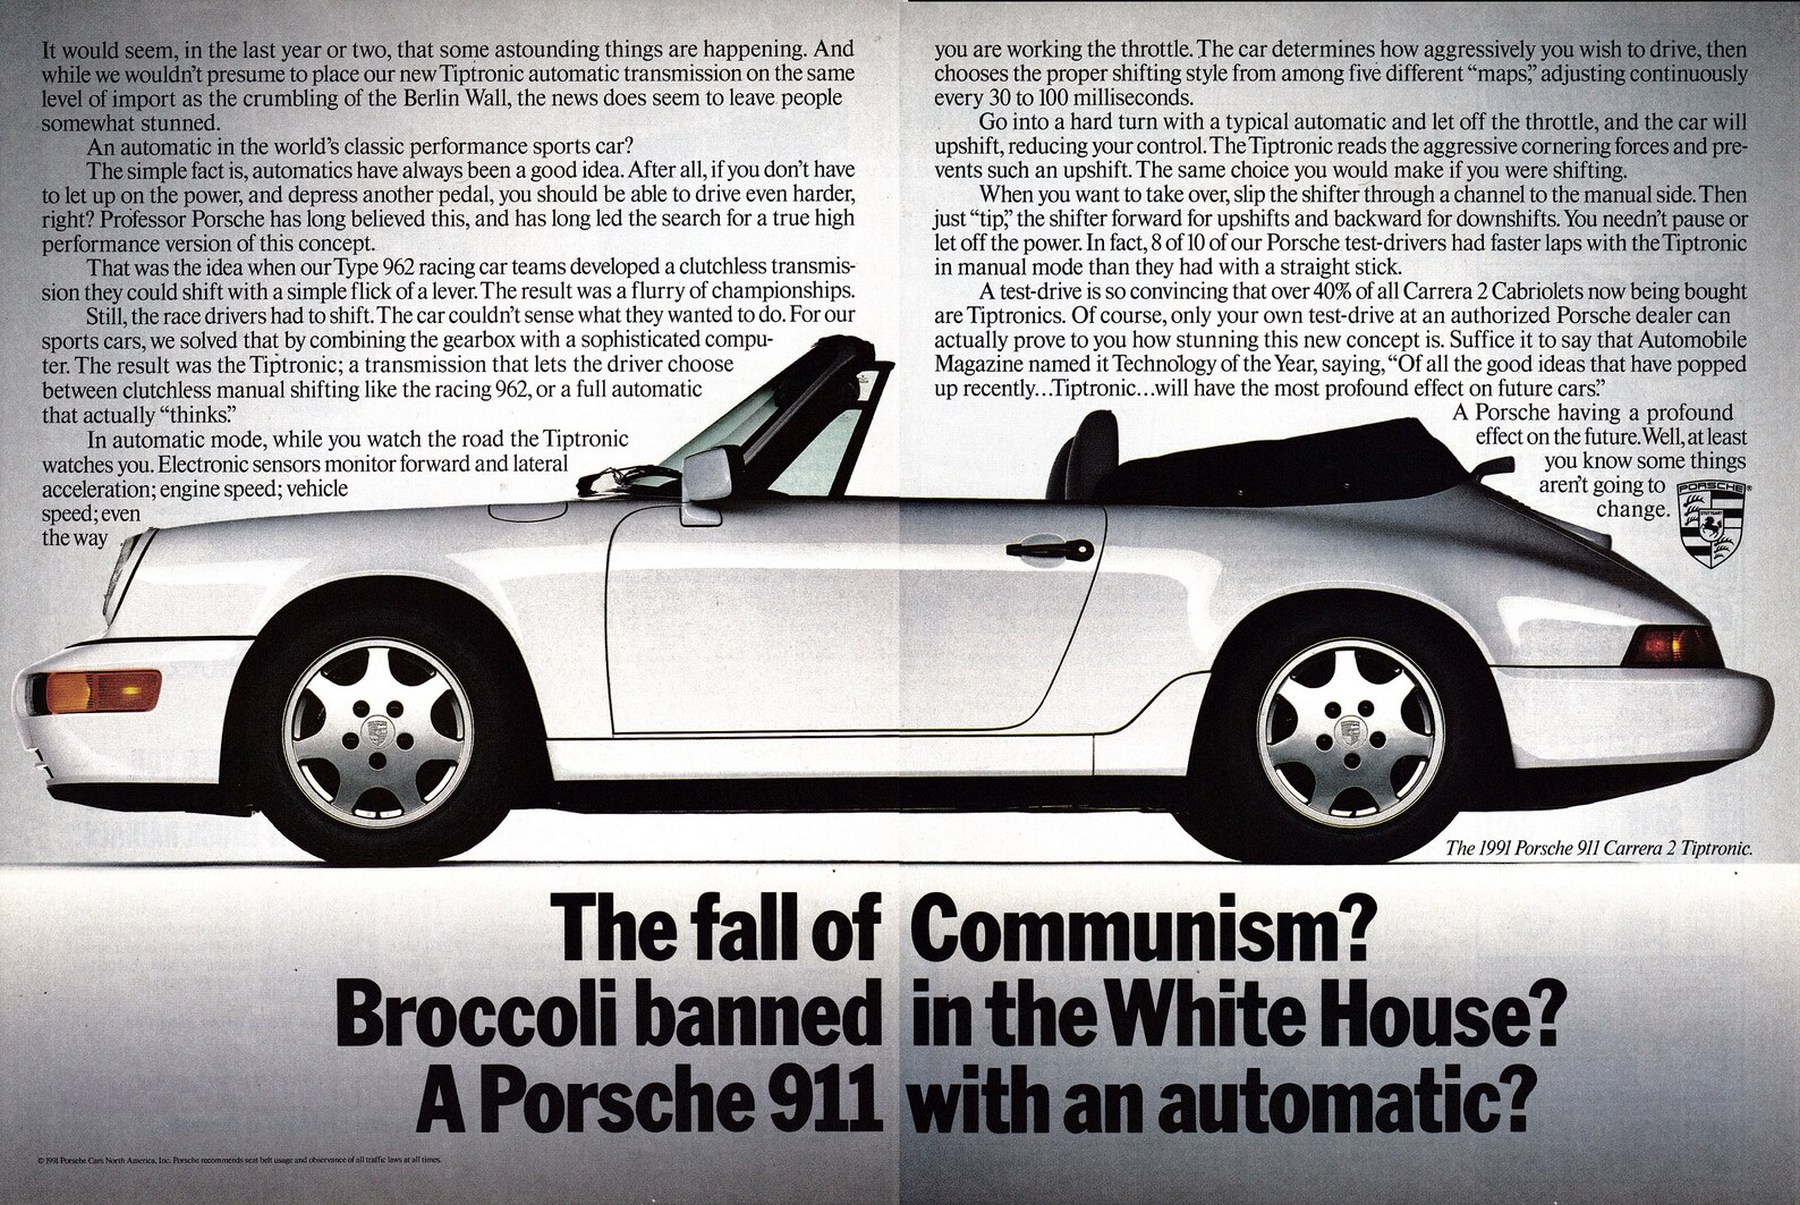 It would seem, in the last year or two, that some astounding things are happening. And
while we wouldn't presume to place our new Tiptronic automatic transmission on the same
level of import as the crumbling of the Berlin Wall, the news does seem to leave people
somewhat stunned.
An automatic in the world's classic performance sports car?
The simple fact is, automatics have always been a good idea. After all, if you don't have
to let up on the power, and depress another pedal, you should be able to drive even harder,
right? Professor Porsche has long believed this, and has long led the search for a true high
performance version of this concept.
That was the idea when our Type 962 racing car teams developed a clutchless transmis-
sion they could shift with a simple flick of a lever. The result was a flurry of championships.
Still, the race drivers had to shift. The car couldn't sense what they wanted to do. For our
sports cars, we solved that by combining the gearbox with a sophisticated compu-
ter. The result was the Tiptronic; a transmission that lets the driver choose
between clutchless manual shifting like the racing 962, or a full automatic
that actually “thinks.”
In automatic mode, while you watch the road the Tiptronic
watches you. Electronic sensors monitor forward and lateral
acceleration; engine speed; vehicle
speed; even
the way
you are working the throttle. The car determines how aggressively you wish to drive, then
chooses the proper shifting style from among five different “maps,” adjusting continuously
every 30 to 100 milliseconds.
Go into a hard turn with a typical automatic and let off the throttle, and the car will
upshift, reducing your control. The Tiptronic reads the aggressive cornering forces and pre-
vents such an upshift. The same choice you would make if you were shifting.
When you want to take over, slip the shifter through a channel to the manual side. Then
just “tip,” the shifter forward for upshifts and backward for downshifts. You needn't pause or
let off the power. In fact, 8 of 10 of our Porsche test-drivers had faster laps with the Tiptronic
in manual mode than they had with a straight stick.
A test-drive is so convincing that over 40% of all Carrera 2 Cabriolets now being bought
are Tiptronics. Of course, only your own test-drive at an authorized Porsche dealer can
actually prove to you how stunning this new concept is. Suffice it to say that Automobile
Magazine named it Technology of the Year, saying, “Of all the good ideas that have popped
up recently...Tiptronic...will have the most profound effect on future cars.”
A Porsche having a profound
effect on the future. Well, at least
you know some things
aren't going to
change.
PORSCHE®
STUTTGART
The 1991 Porsche 911 Carrera 2 Tiptronic.
The fall of Communism?
Broccoli banned in the White House?
A Porsche 911 with an automatic?
© 1991 Porsche Cars North America, Inc. Porsche recommends seat belt usage and observance of all traffic laws at all times.